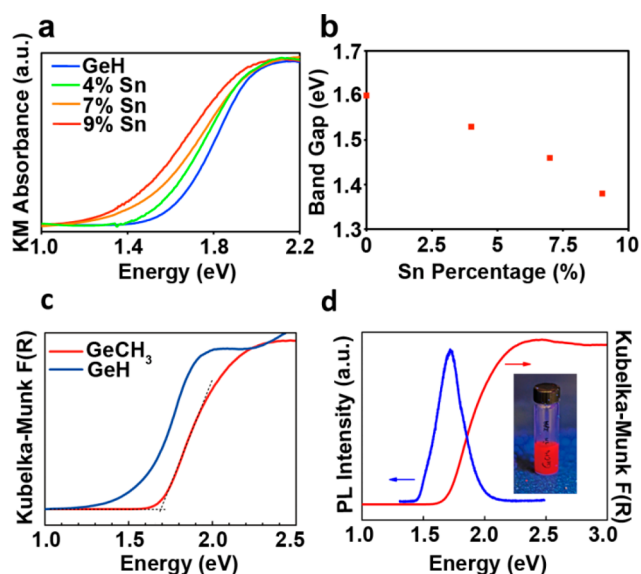 a
KM Absorbance (a.u.)
GeH
4% Sn
7% Sn
9% Sn
1.0 1.4 1.8 2.2
Energy (eV)
b
Band Gap (eV)
1.7
1.6
1.5
1.4
1.3
0 2.5 5 7.5 10
Sn Percentage (%)
c
Kubelka-Munk F(R)
GeCH₃
GeH
1.0 1.5 2.0 2.5
Energy (eV)
d
PL Intensity (a.u.)
Kubelka-Munk F(R)
1.0 1.5 2.0 2.5 3.0
Energy (eV)